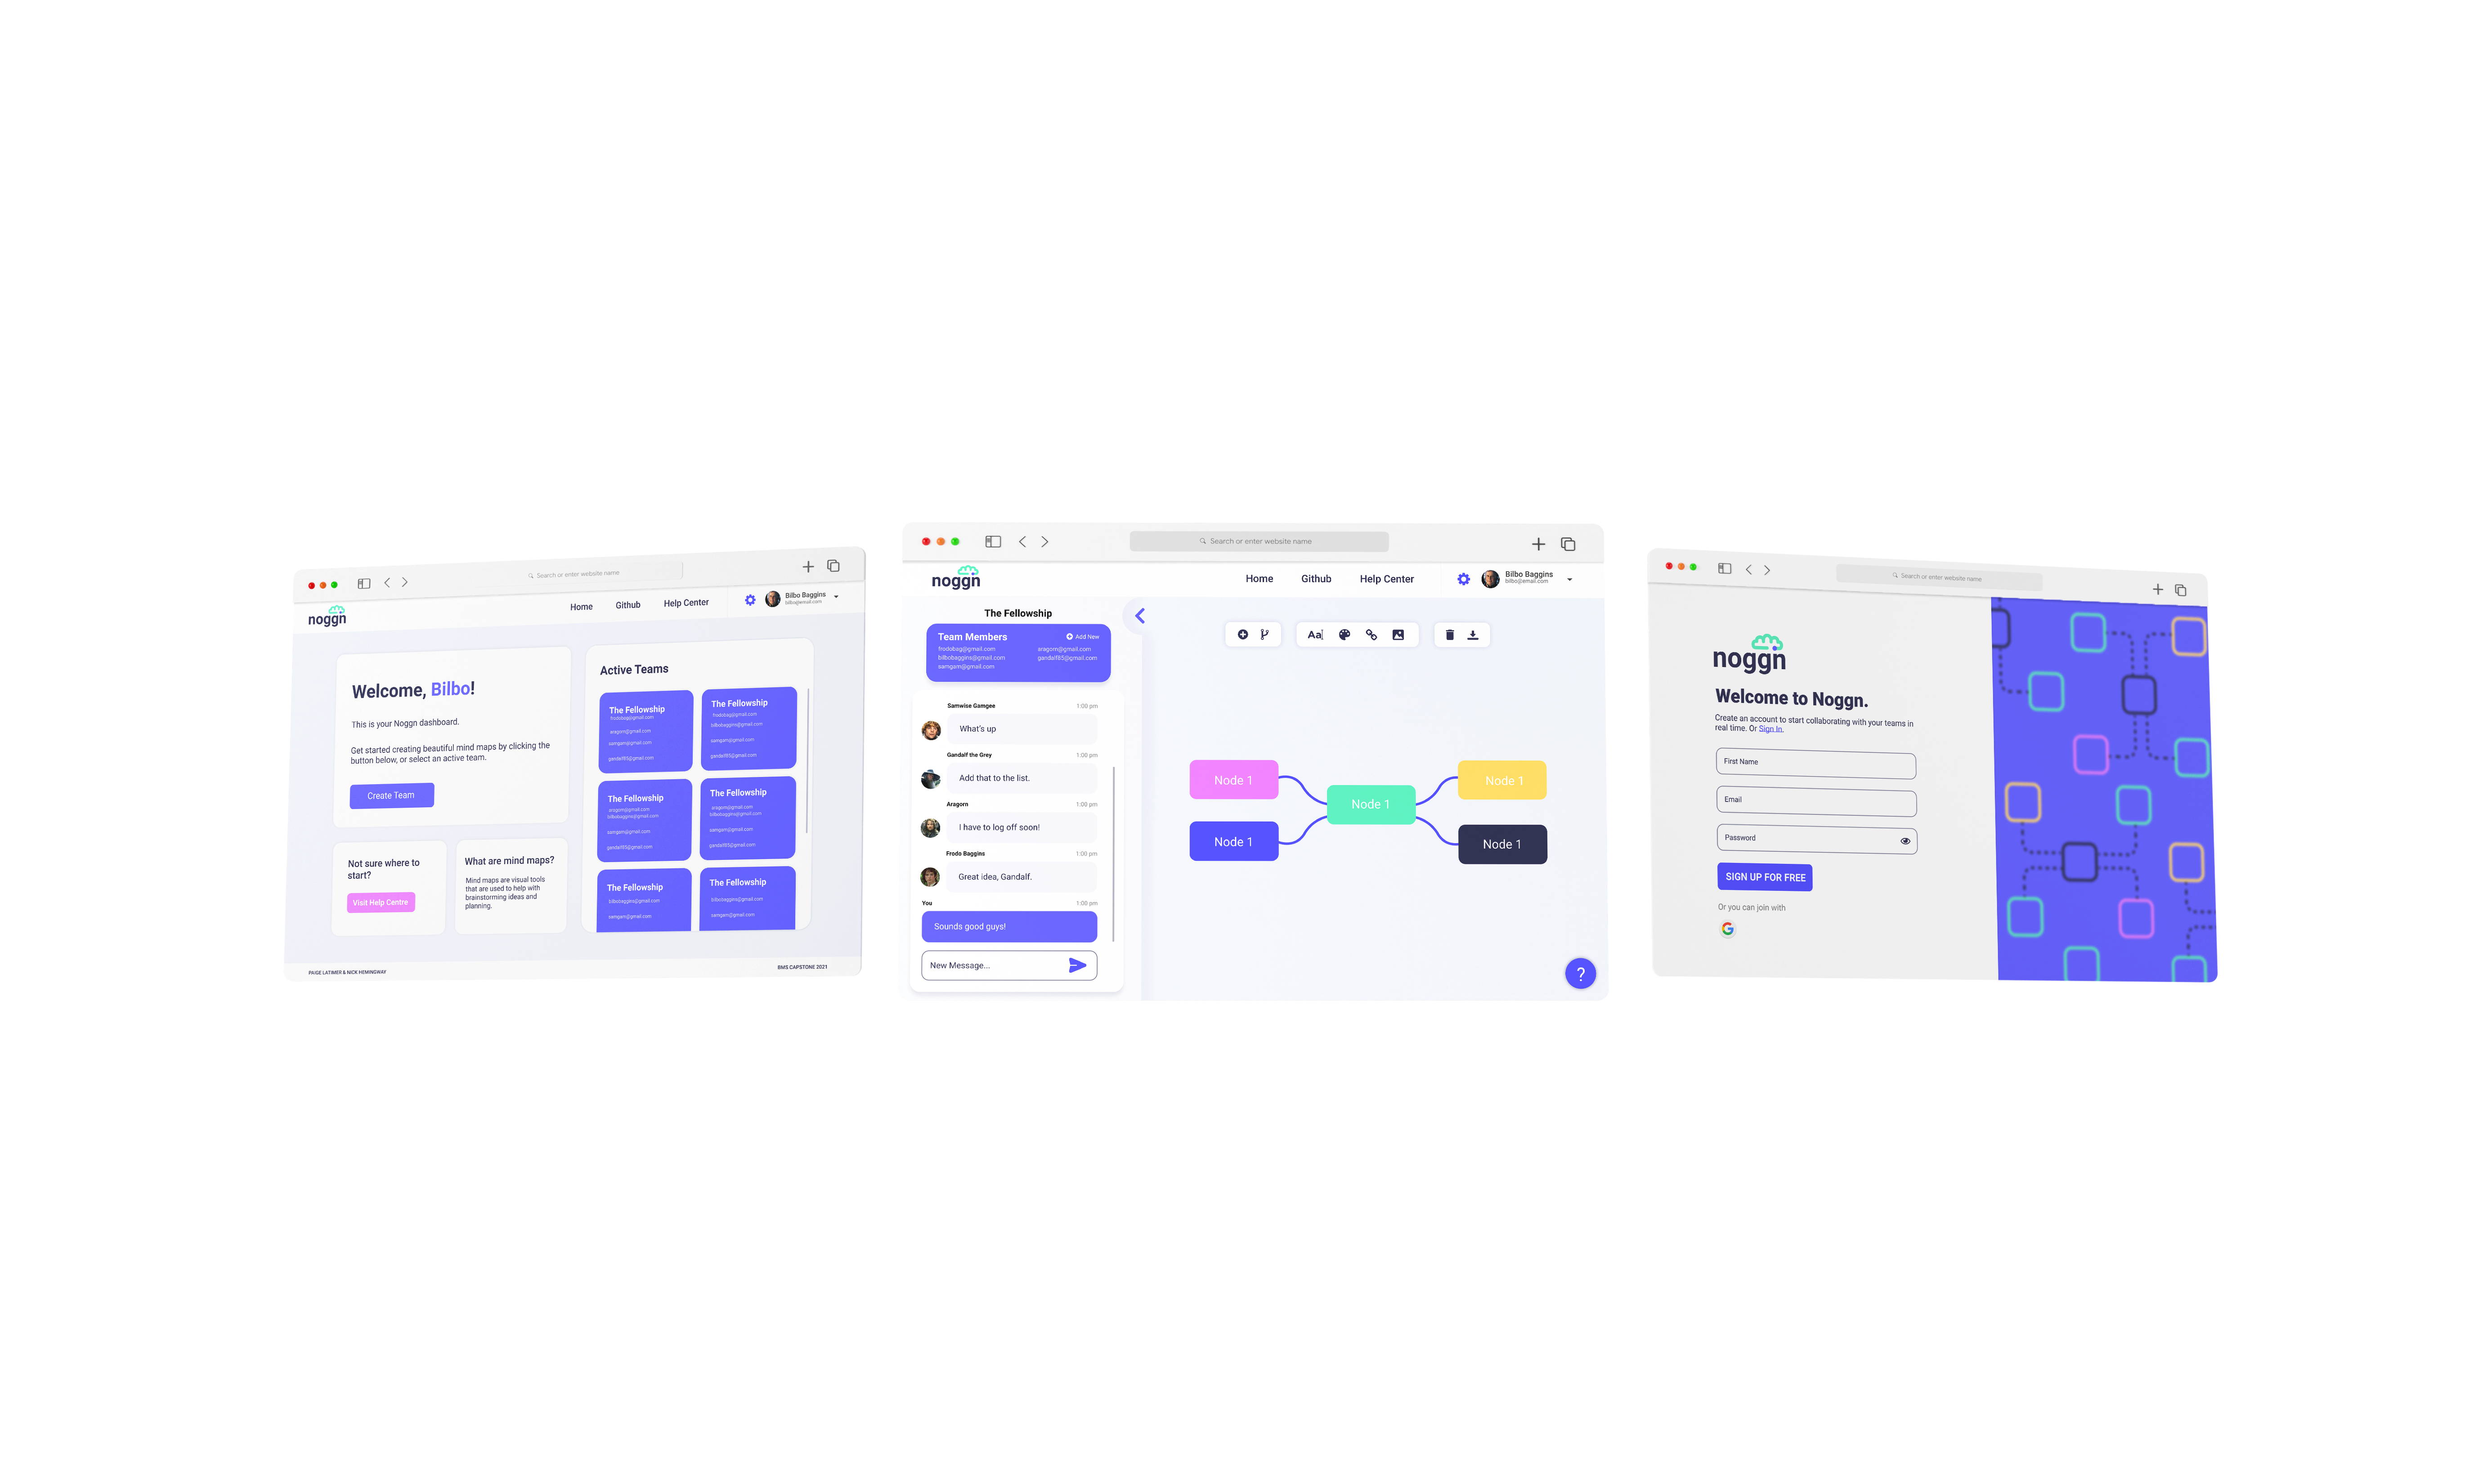 Search or enter website name
noggn
Home
Github
Help Center
Bilbo Baggins
bilbo@email.com
Welcome, Bilbo!
This is your Noggn dashboard.
Get started creating beautiful mind maps by clicking the
button below, or select an active team.
Create Team
Not sure where to
start?
Visit Help Centre
What are mind maps?
Mind maps are visual tools
that are used to help with
brainstorming ideas and
planning.
Active Teams
The Fellowship
frodobag@gmail.com
aragorn@gmail.com
samgam@gmail.com
gandalf85@gmail.com
The Fellowship
frodobag@gmail.com
bilbobaggins@gmail.com
samgam@gmail.com
gandalf85@gmail.com
The Fellowship
aragorn@gmail.com
bilbobaggins@gmail.com
samgam@gmail.com
gandalf85@gmail.com
The Fellowship
aragorn@gmail.com
bilbobaggins@gmail.com
samgam@gmail.com
gandalf85@gmail.com
The Fellowship
bilbobaggins@gmail.com
samgam@gmail.com
The Fellowship
bilbobaggins@gmail.com
samgam@gmail.com
PAIGE LATIMER & NICK HEMINGWAY
BMS CAPSTONE 2021
Search or enter website name
noggn
Home
Github
Help Center
Bilbo Baggins
bilbo@email.com
The Fellowship
Team Members
Add New
frodobag@gmail.com
bilbobaggins@gmail.com
samgam@gmail.com
aragorn@gmail.com
gandalf85@gmail.com
Samwise Gamgee 1:00 pm
What's up
Gandalf the Grey 1:00 pm
Add that to the list.
Aragorn 1:00 pm
I have to log off soon!
Frodo Baggins 1:00 pm
Great idea, Gandalf.
You 1:00 pm
Sounds good guys!
New Message...
Aa
Node 1
Node 1
Node 1
Node 1
Node 1
?
Search or enter website name
noggn
Welcome to Noggn.
Create an account to start collaborating with your teams in
real time. Or Sign In.
First Name
Email
Password
SIGN UP FOR FREE
Or you can join with
G